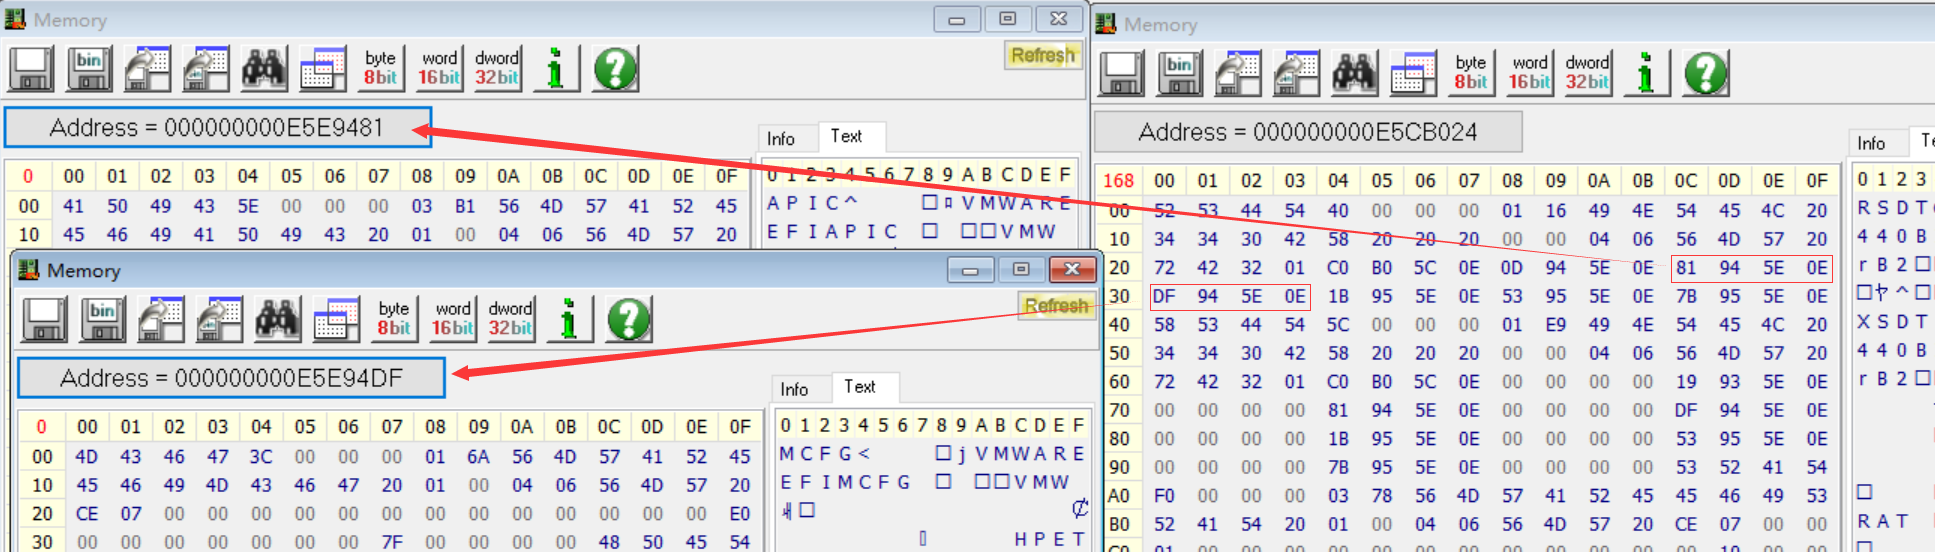 Memory
bin
byte 8bit
word 16bit
dword 32bit
i
?
Refresh
Address = 000000000E5E9481
Info
Text
0 00 01 02 03 04 05 06 07 08 09 0A 0B 0C 0D 0E 0F
0 1 2 3 4 5 6 7 8 9 A B C D E F
00 41 50 49 43 5E 00 00 00 03 B1 56 4D 57 41 52 45
A P I C ^ V M W A R E
10 45 46 49 41 50 49 43 20 01 00 04 06 56 4D 57 20
E F I A P I C V M W
Memory
bin
byte 8bit
word 16bit
dword 32bit
i
?
Refresh
Address = 000000000E5E94DF
Info
Text
0 00 01 02 03 04 05 06 07 08 09 0A 0B 0C 0D 0E 0F
0 1 2 3 4 5 6 7 8 9 A B C D E F
00 4D 43 46 47 3C 00 00 00 01 6A 56 4D 57 41 52 45
M C F G < j V M W A R E
10 45 46 49 4D 43 46 47 20 01 00 04 06 56 4D 57 20
E F I M C F G V M W
20 CE 07 00 00 00 00 00 00 00 00 00 00 00 00 00 E0
30 00 00 00 00 00 00 00 7F 00 00 00 00 48 50 45 54
H P E T
Memory
bin
byte 8bit
word 16bit
dword 32bit
i
?
Address = 000000000E5CB024
Info
168 00 01 02 03 04 05 06 07 08 09 0A 0B 0C 0D 0E 0F
0 1 2 3
00 52 53 44 54 40 00 00 00 01 16 49 4E 54 45 4C 20
R S D T
10 34 34 30 42 58 20 20 20 00 00 04 06 56 4D 57 20
4 4 0 B
20 72 42 32 01 C0 B0 5C 0E 0D 94 5E 0E 81 94 5E 0E
r B 2
30 DF 94 5E 0E 1B 95 5E 0E 53 95 5E 0E 7B 95 5E 0E
ﾔ ^
40 58 53 44 54 5C 00 00 00 01 E9 49 4E 54 45 4C 20
X S D T
50 34 34 30 42 58 20 20 20 00 00 04 06 56 4D 57 20
4 4 0 B
60 72 42 32 01 C0 B0 5C 0E 00 00 00 00 19 93 5E 0E
r B 2
70 00 00 00 00 81 94 5E 0E 00 00 00 00 DF 94 5E 0E
80 00 00 00 00 1B 95 5E 0E 00 00 00 00 53 95 5E 0E
90 00 00 00 00 7B 95 5E 0E 00 00 00 00 53 52 41 54
A0 F0 00 00 00 03 78 56 4D 57 41 52 45 45 46 49 53
B0 52 41 54 20 01 00 04 06 56 4D 57 20 CE 07 00 00
R A T